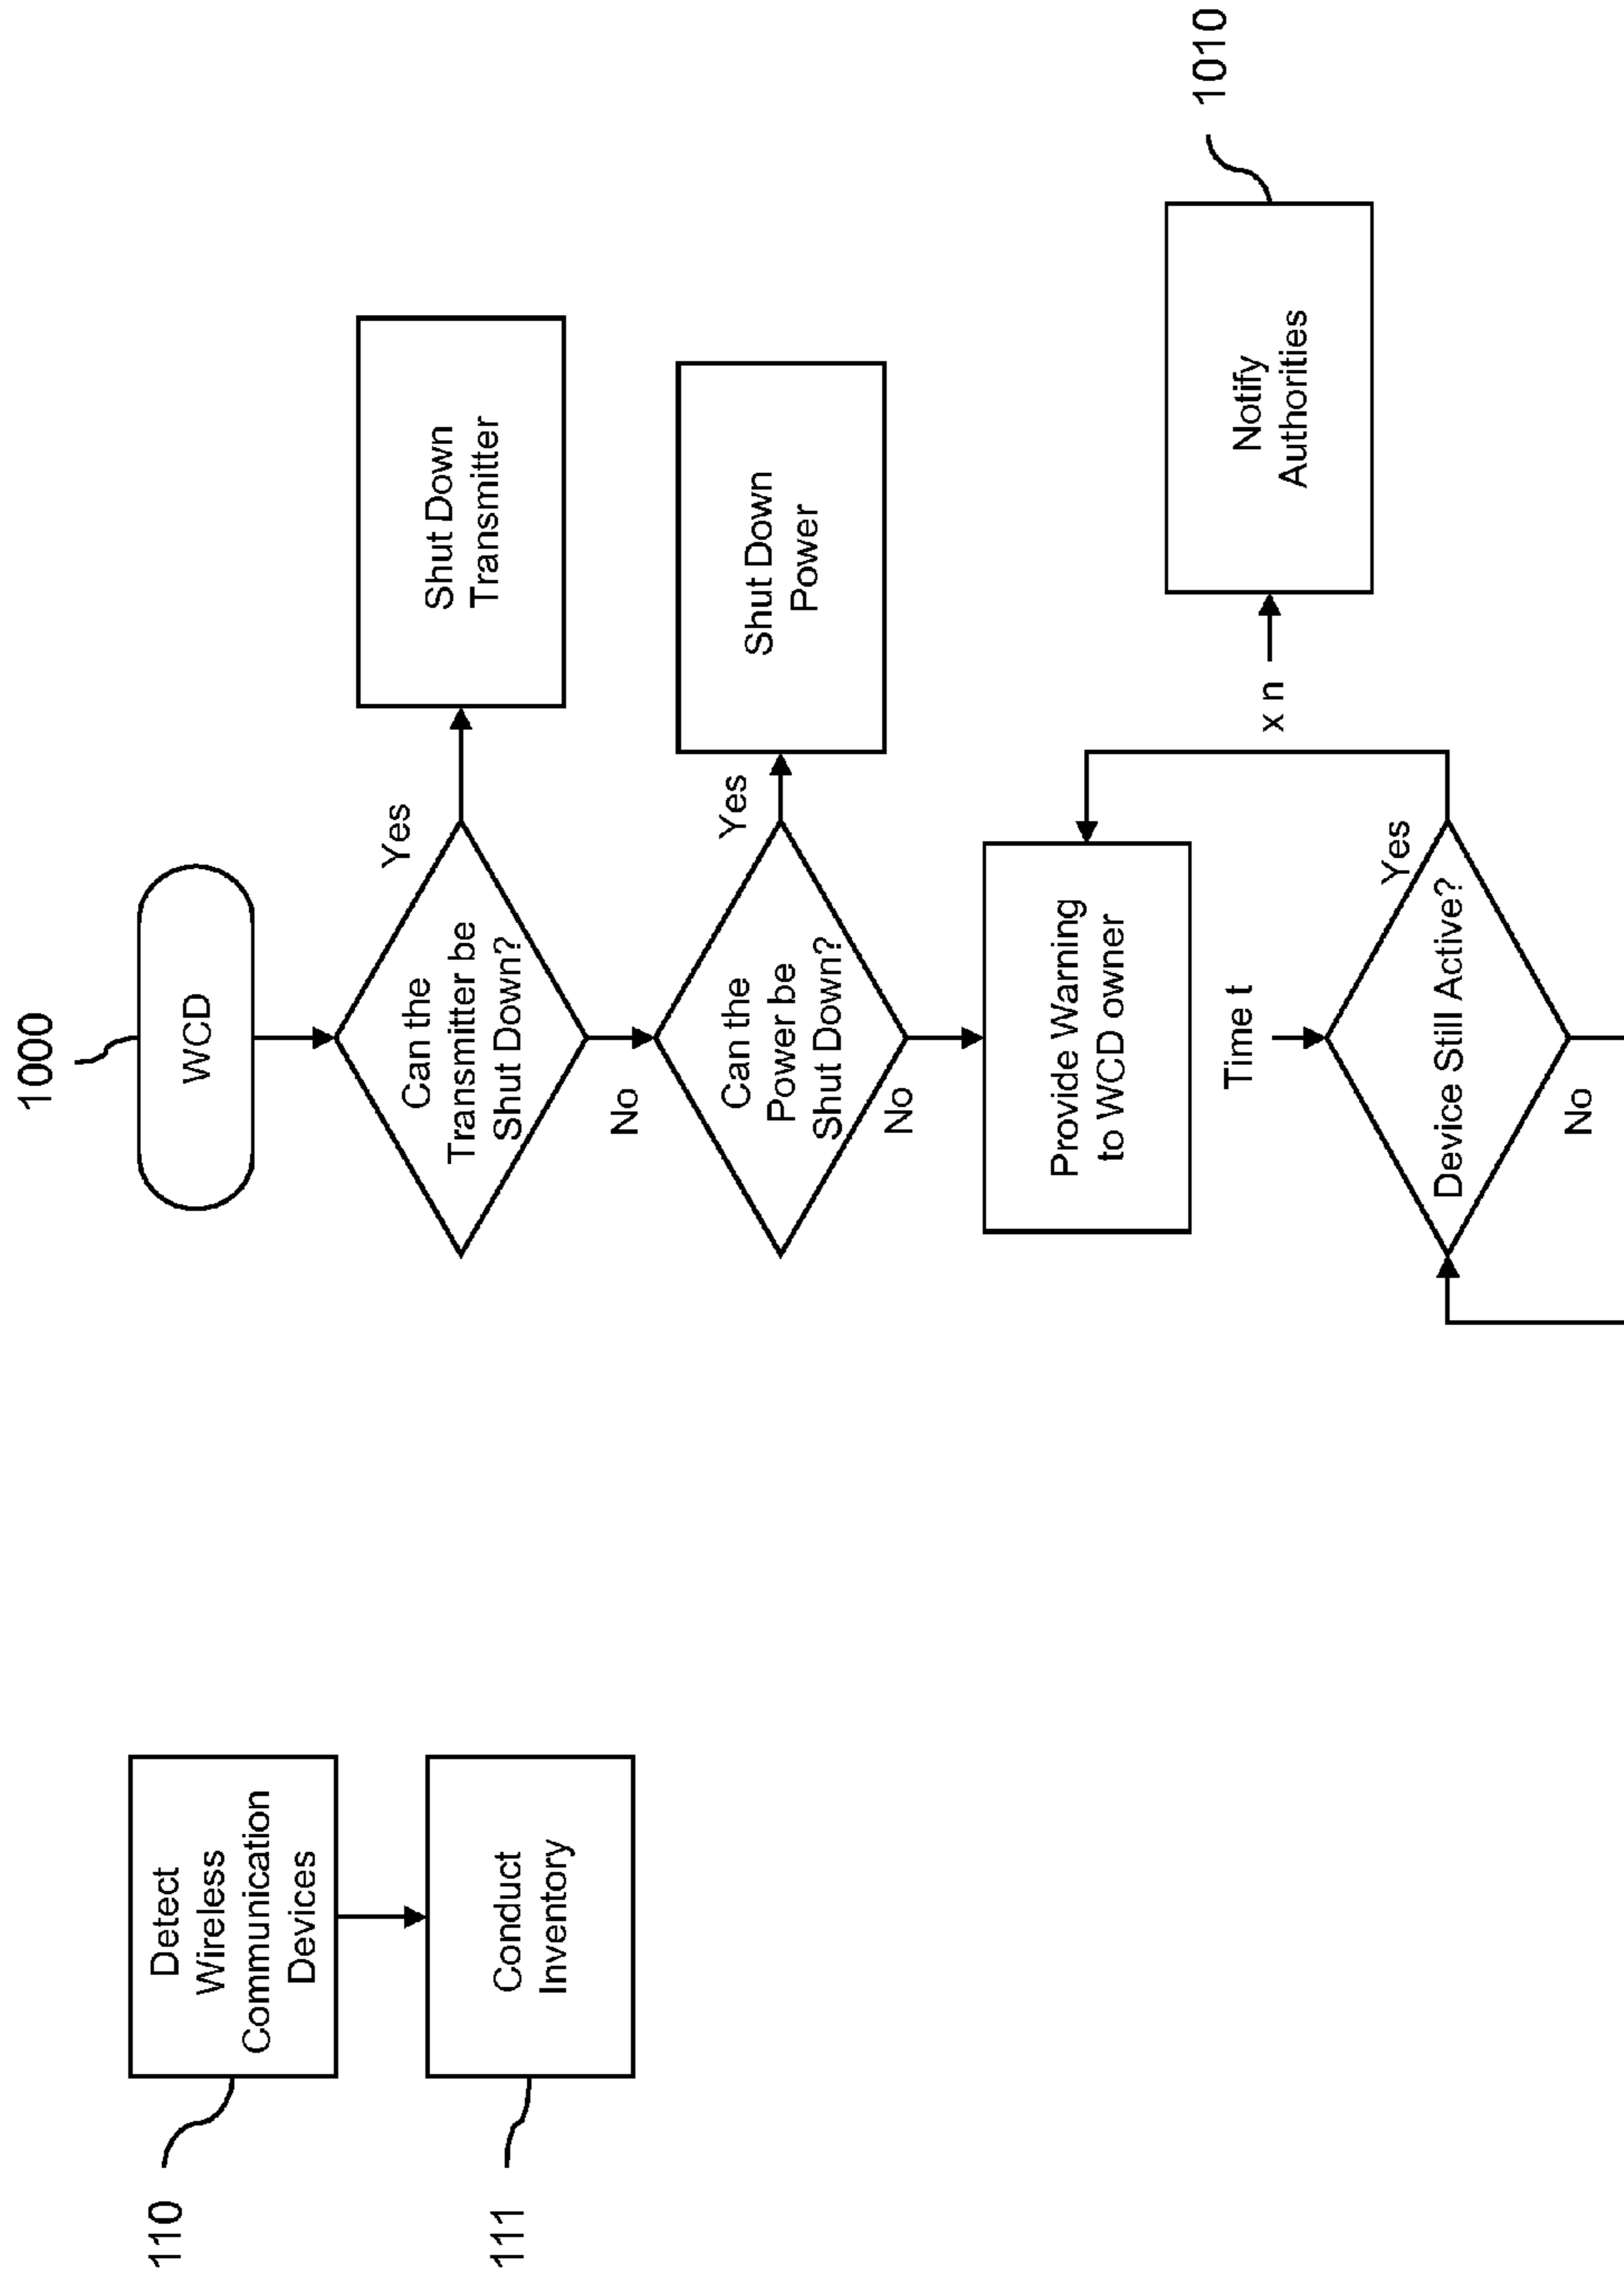 110
Detect
Wireless
Communication
Devices
111
Conduct
Inventory
1000
WCD
Can the
Transmitter be
Shut Down?
Yes
Shut Down
Transmitter
No
Can the
Power be
Shut Down?
Yes
Shut Down
Power
No
Provide Warning
to WCD owner
Time t
Device Still Active?
Yes
x n
Notify
Authorities
1010
No